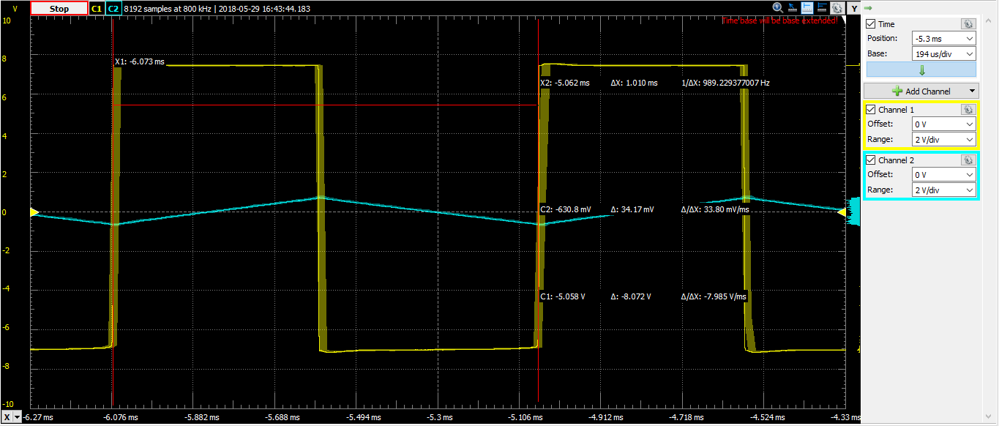 V Stop C1 C2 8192 samples at 800 kHz | 2018-05-29 16:43:44.183 Y
Time base will be base extended!
10
8
6
4
2
0
-2
-4
-6
-8
-10
X1: -6.073 ms
X2: -5.062 ms ΔX: 1.010 ms 1/ΔX: 989.229377007 Hz
C2: -630.8 mV Δ: 34.17 mV Δ/ΔX: 33.80 mV/ms
C1: -5.058 V Δ: -8.072 V Δ/ΔX: -7.985 V/ms
X -6.27 ms -6.076 ms -5.882 ms -5.688 ms -5.494 ms -5.3 ms -5.106 ms -4.912 ms -4.718 ms -4.524 ms -4.33 ms
Time
Position: -5.3 ms
Base: 194 us/div
Add Channel
Channel 1
Offset: 0 V
Range: 2 V/div
Channel 2
Offset: 0 V
Range: 2 V/div